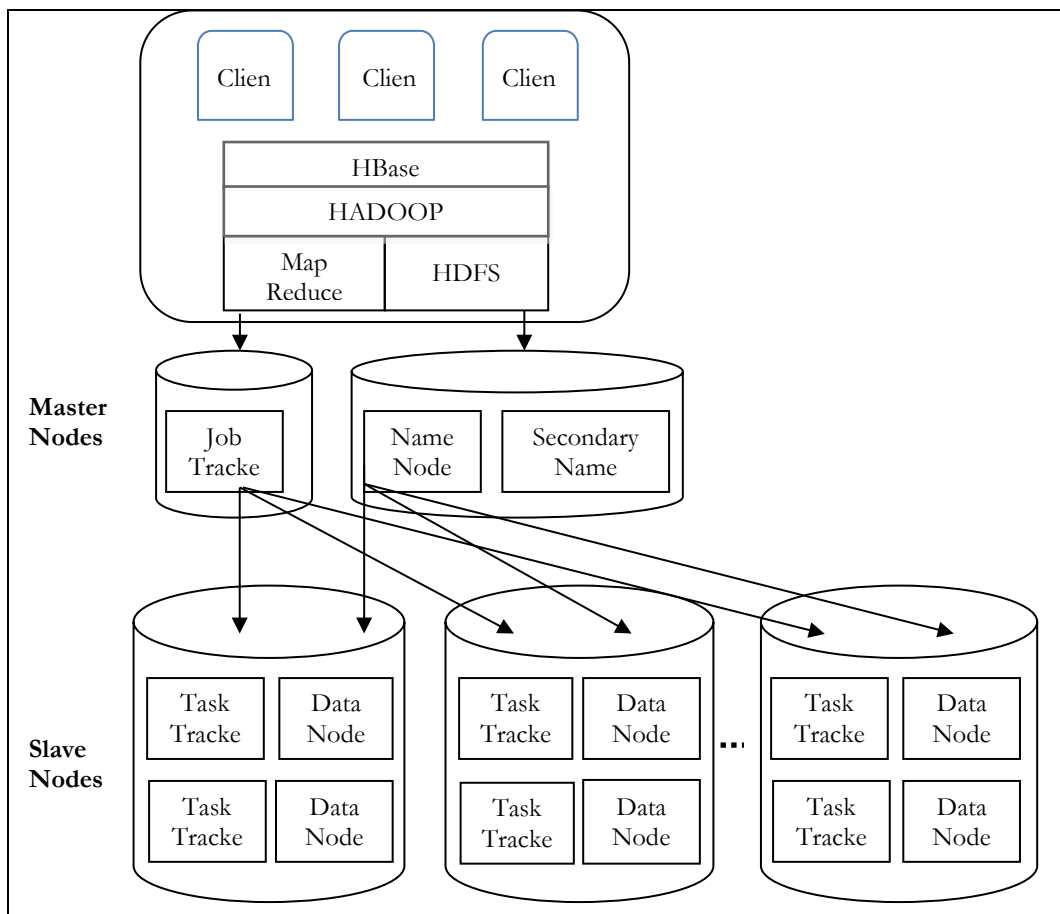 Clien
Clien
Clien
HBase
HADOOP
Map
Reduce
HDFS
Master
Nodes
Job
Tracke
Name
Node
Secondary
Name
Slave
Nodes
Task
Tracke
Data
Node
Task
Tracke
Data
Node
...
Task
Tracke
Data
Node
Task
Tracke
Data
Node
Task
Tracke
Data
Node
Task
Tracke
Data
Node